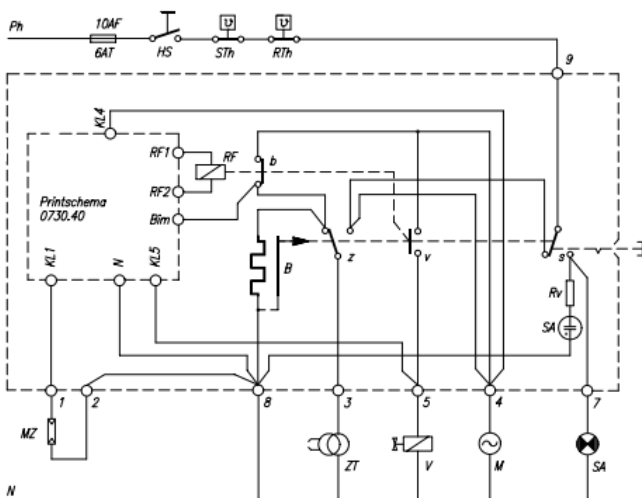 Ph
10AF
6AT
HS
STh
RTh
9
KL4
RF1
RF
b
RF2
Printschema
0730.40
Bim
KL1
N
KL5
B
z
v
s
Rv
SA
1
2
8
3
5
4
7
MZ
ZT
V
M
SA
N